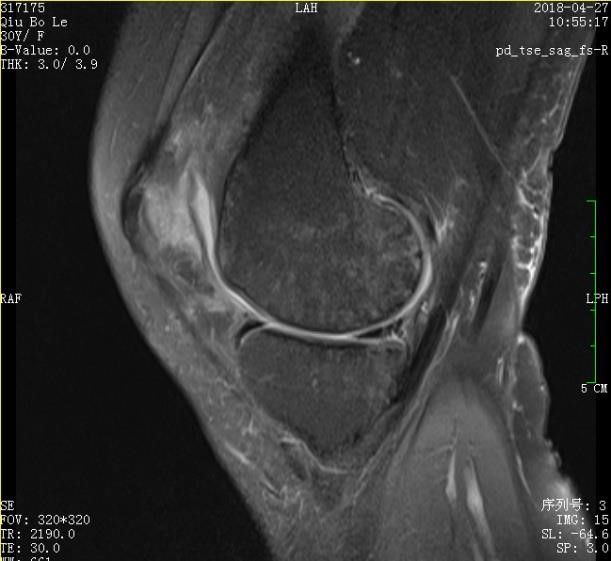 317175
Qiu Bo Le
30Y/ F
B-Value: 0.0
THK: 3.0/ 3.9
LAH
2018-04-27
10:55:17
pd_tse_sag_fs-R
RAF
LPH
5 CM
SE
FOV: 320*320
TR: 2190.0
TE: 30.0
序列号: 3
IMG: 15
SL: -64.6
SP: 3.0